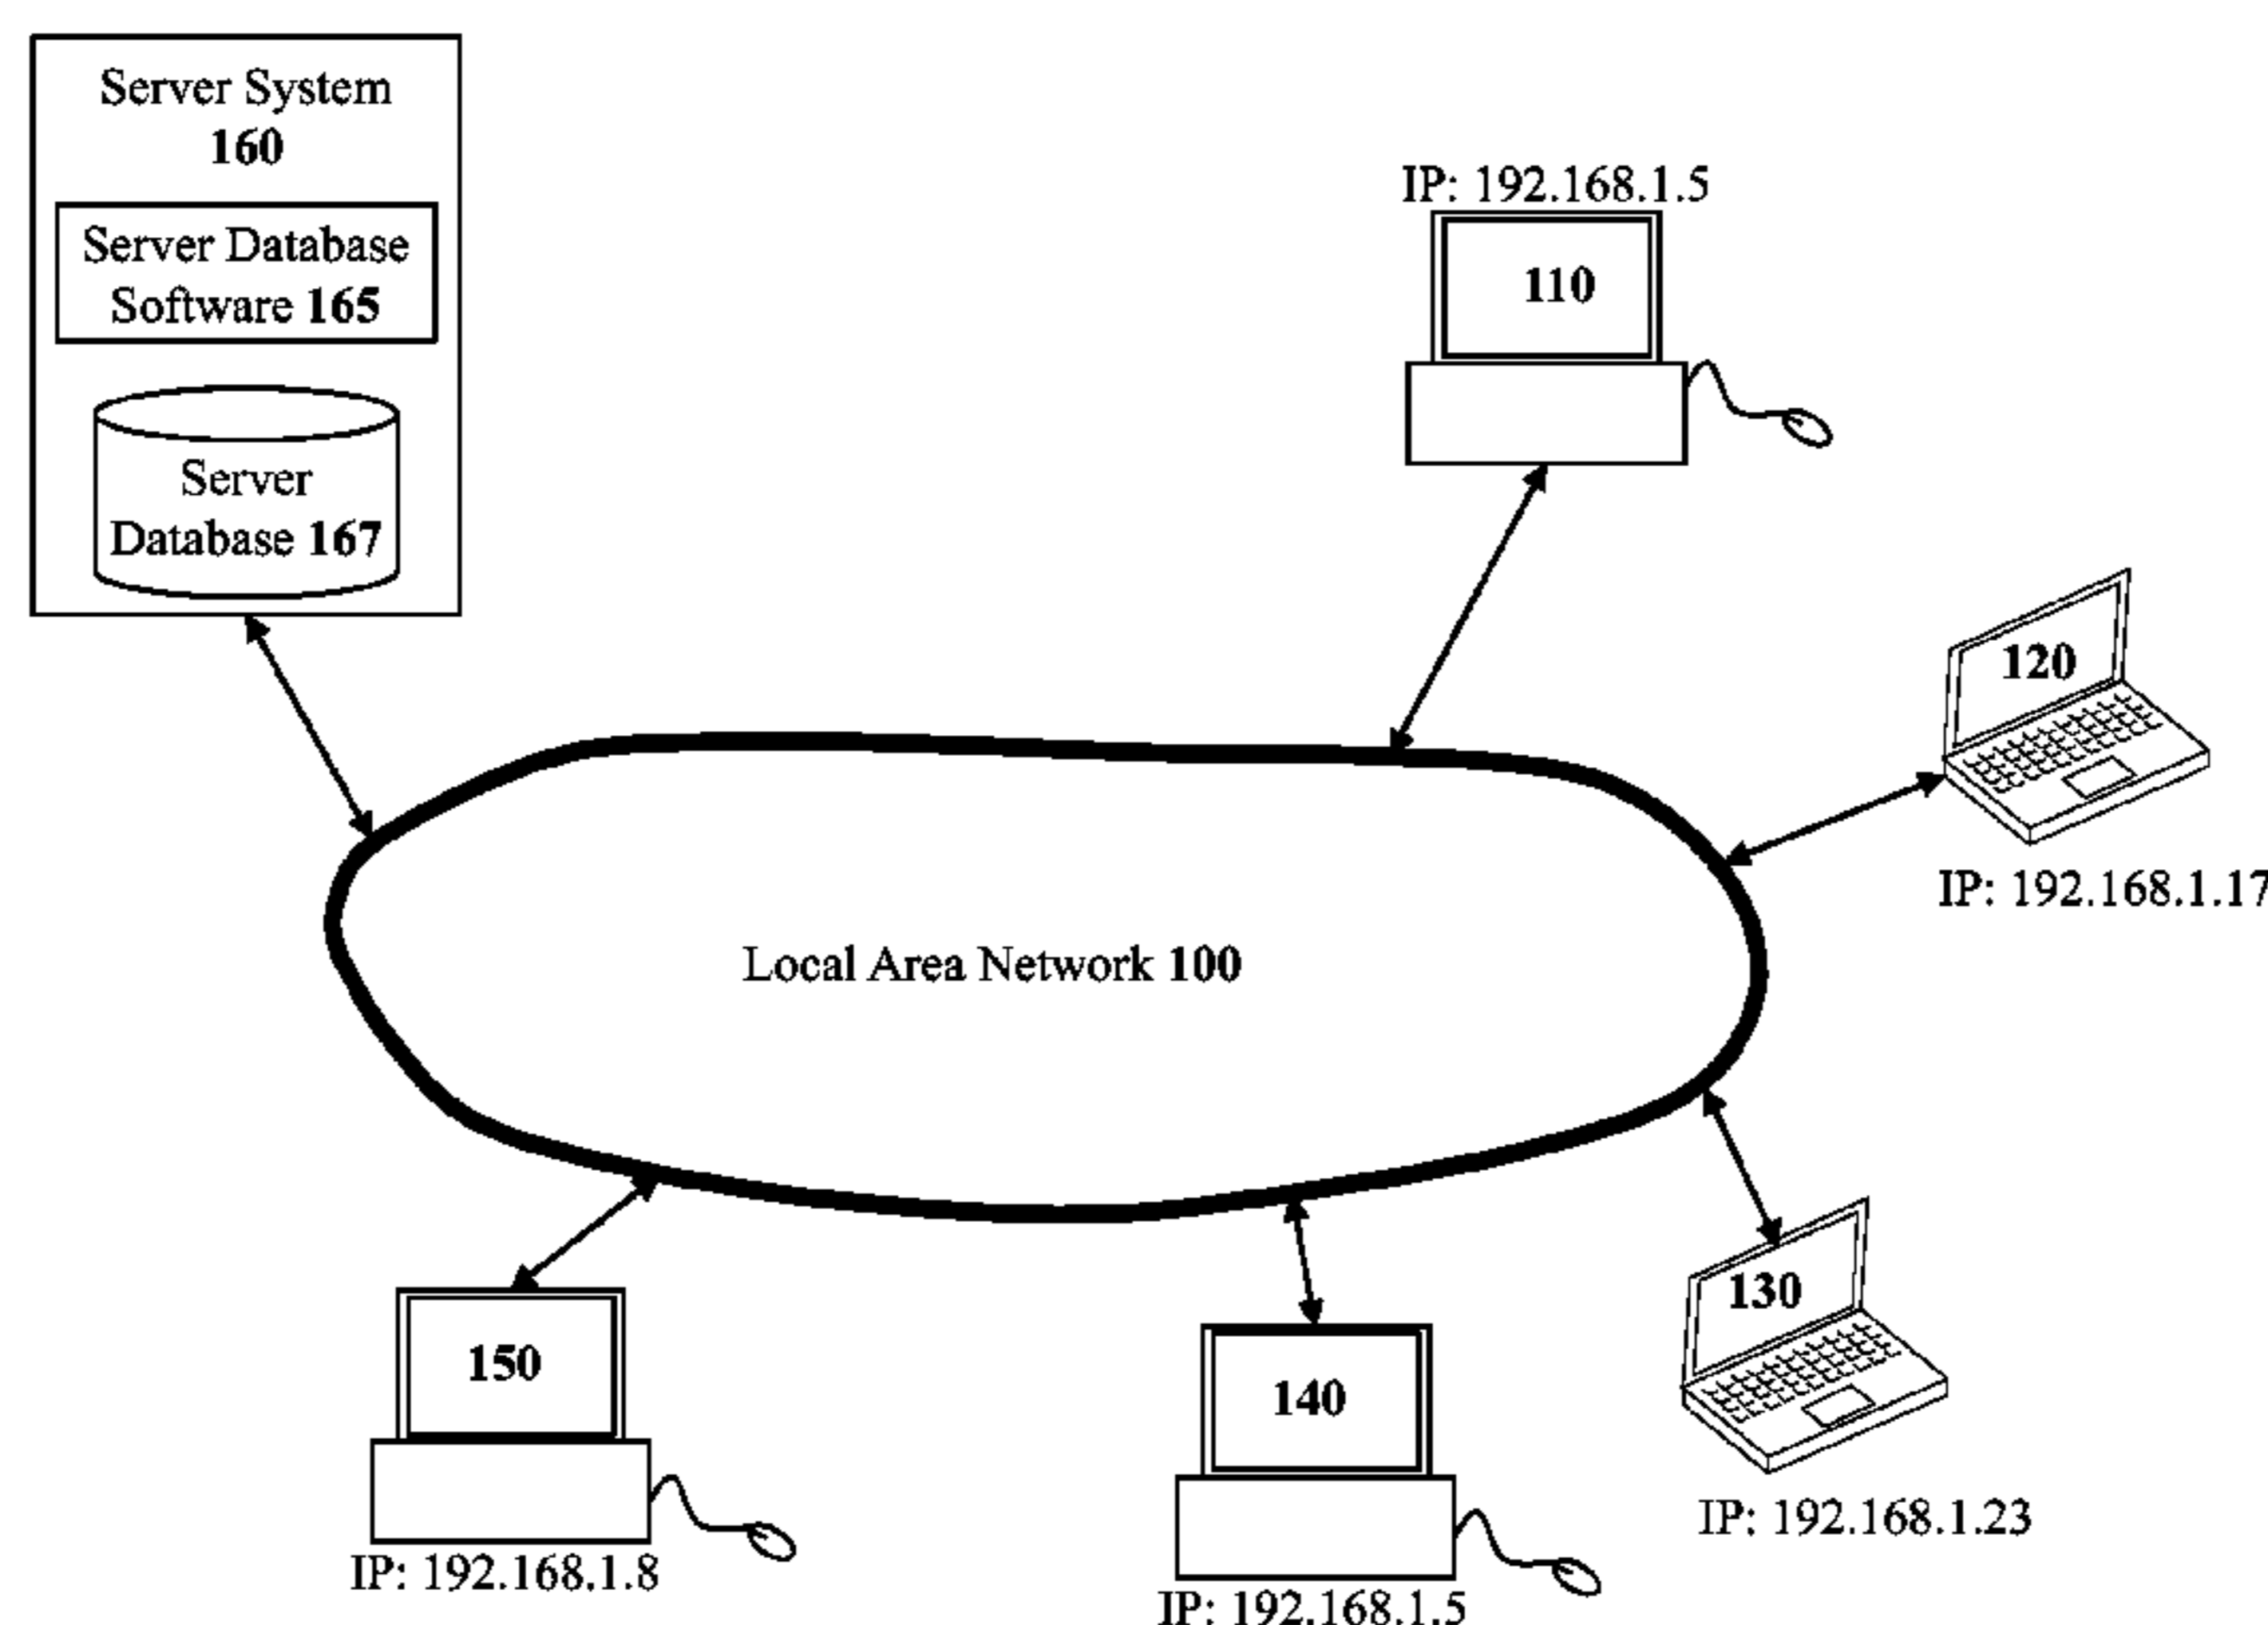 Server System
160
Server Database
Software 165
Server
Database 167
IP: 192.168.1.5
110
120
IP: 192.168.1.17
Local Area Network 100
130
IP: 192.168.1.23
140
IP: 192.168.1.5
150
IP: 192.168.1.8